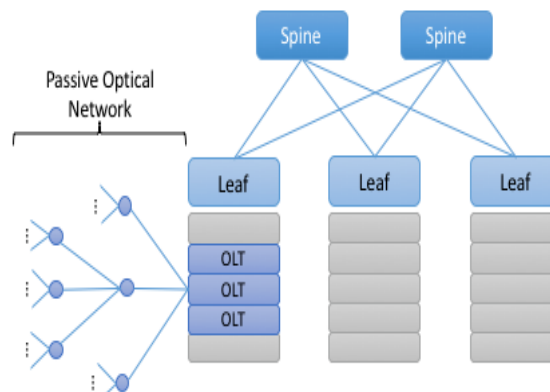 Spine Spine
Passive Optical
Network
Leaf Leaf Leaf
OLT
OLT
OLT